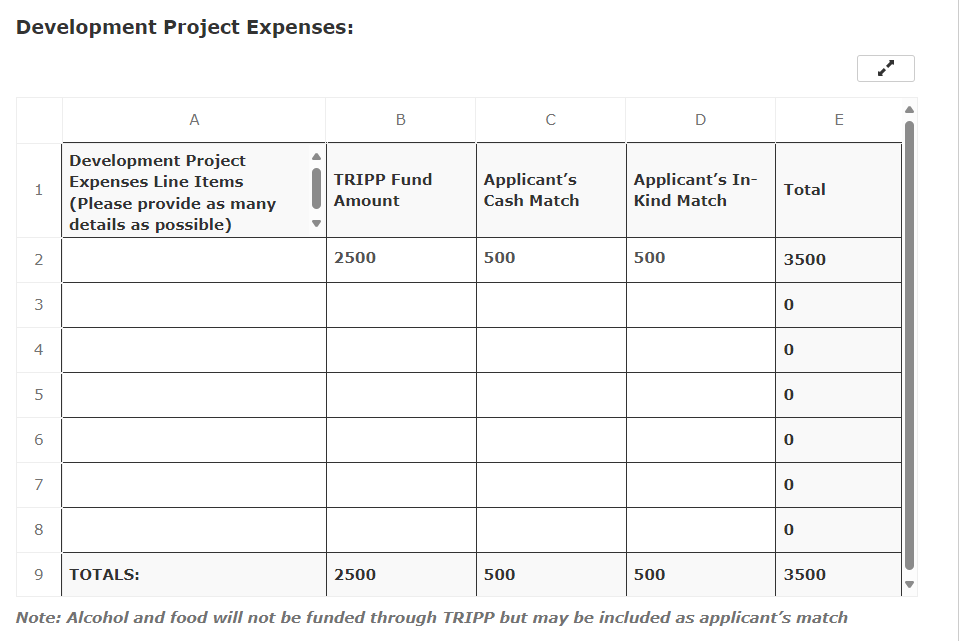 Development Project Expenses:
A B C D E
1 Development Project Expenses Line Items (Please provide as many details as possible) TRIPP Fund Amount Applicant’s Cash Match Applicant’s In-Kind Match Total
2 2500 500 500 3500
3 0
4 0
5 0
6 0
7 0
8 0
9 TOTALS: 2500 500 500 3500
Note: Alcohol and food will not be funded through TRIPP but may be included as applicant’s match